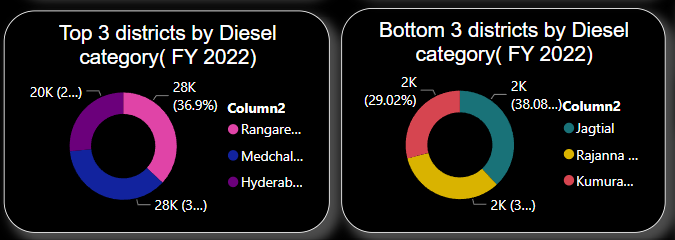 Top 3 districts by Diesel
category( FY 2022)
20K (2...)
28K
(36.9%)
28K (3...)
Column2
Rangare...
Medchal...
Hyderab...
Bottom 3 districts by Diesel
category( FY 2022)
2K
(29.02%)
2K
(38.08...)
2K (3...)
Column2
Jagtial
Rajanna ...
Kumura...